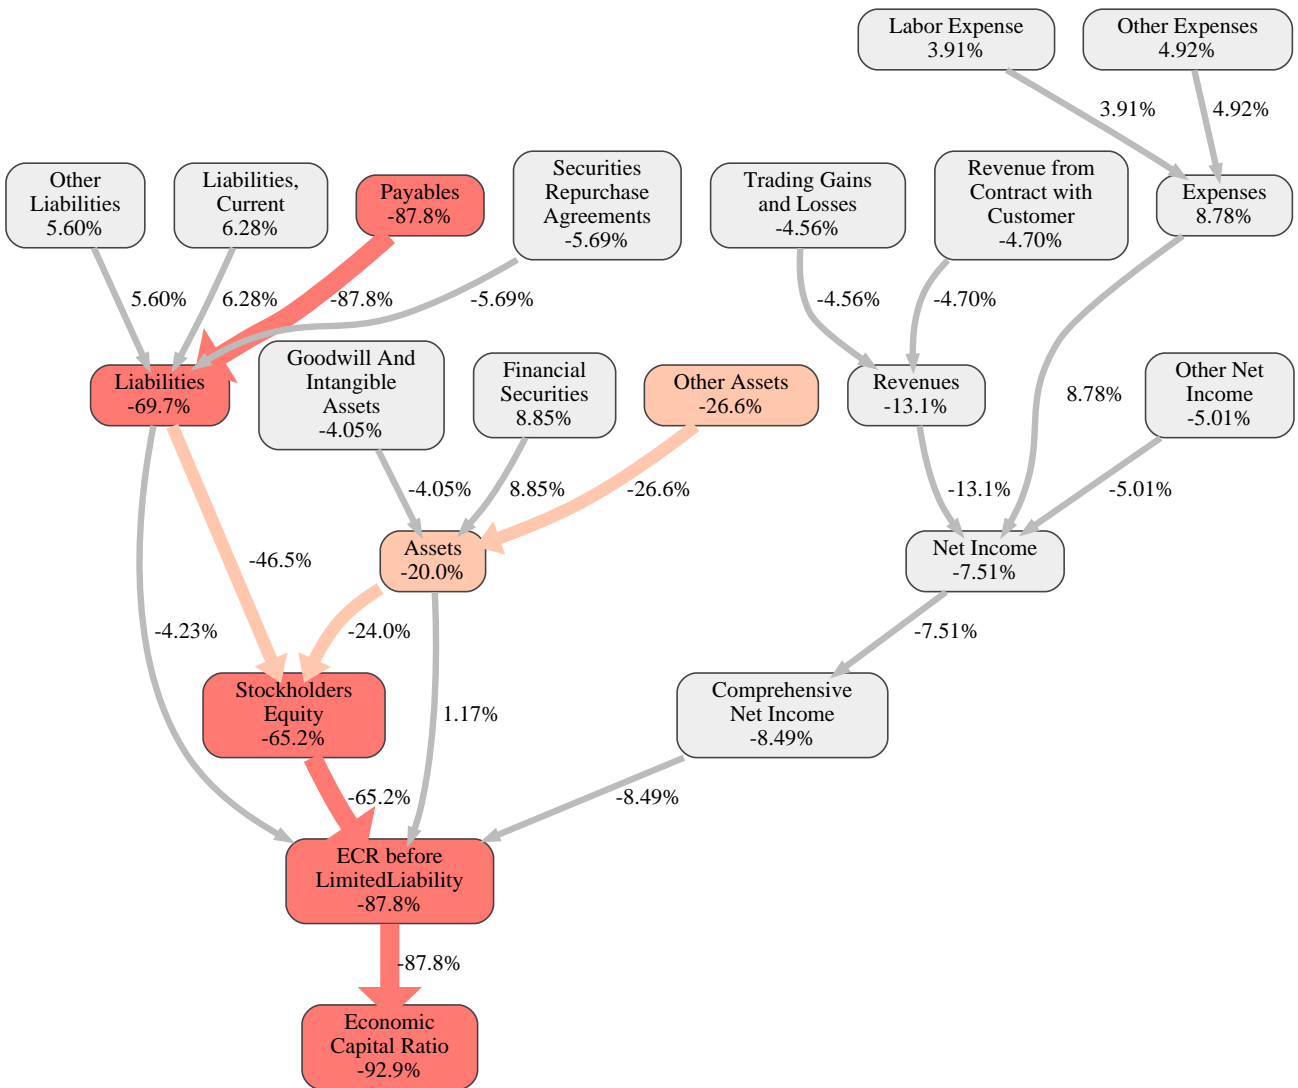 Labor Expense
3.91%
Other Expenses
4.92%
3.91%
4.92%
Other
Liabilities
5.60%
Liabilities,
Current
6.28%
Payables
-87.8%
Securities
Repurchase
Agreements
-5.69%
Trading Gains
and Losses
-4.56%
Revenue from
Contract with
Customer
-4.70%
Expenses
8.78%
5.60%
6.28%
-87.8%
-5.69%
-4.56%
-4.70%
Liabilities
-69.7%
Goodwill And
Intangible
Assets
-4.05%
Financial
Securities
8.85%
Other Assets
-26.6%
Revenues
-13.1%
8.78%
Other Net
Income
-5.01%
-4.05%
8.85%
-26.6%
-13.1%
-5.01%
-46.5%
Assets
-20.0%
Net Income
-7.51%
-4.23%
-24.0%
-7.51%
Stockholders
Equity
-65.2%
1.17%
Comprehensive
Net Income
-8.49%
-65.2%
-8.49%
ECR before
LimitedLiability
-87.8%
-87.8%
Economic
Capital Ratio
-92.9%